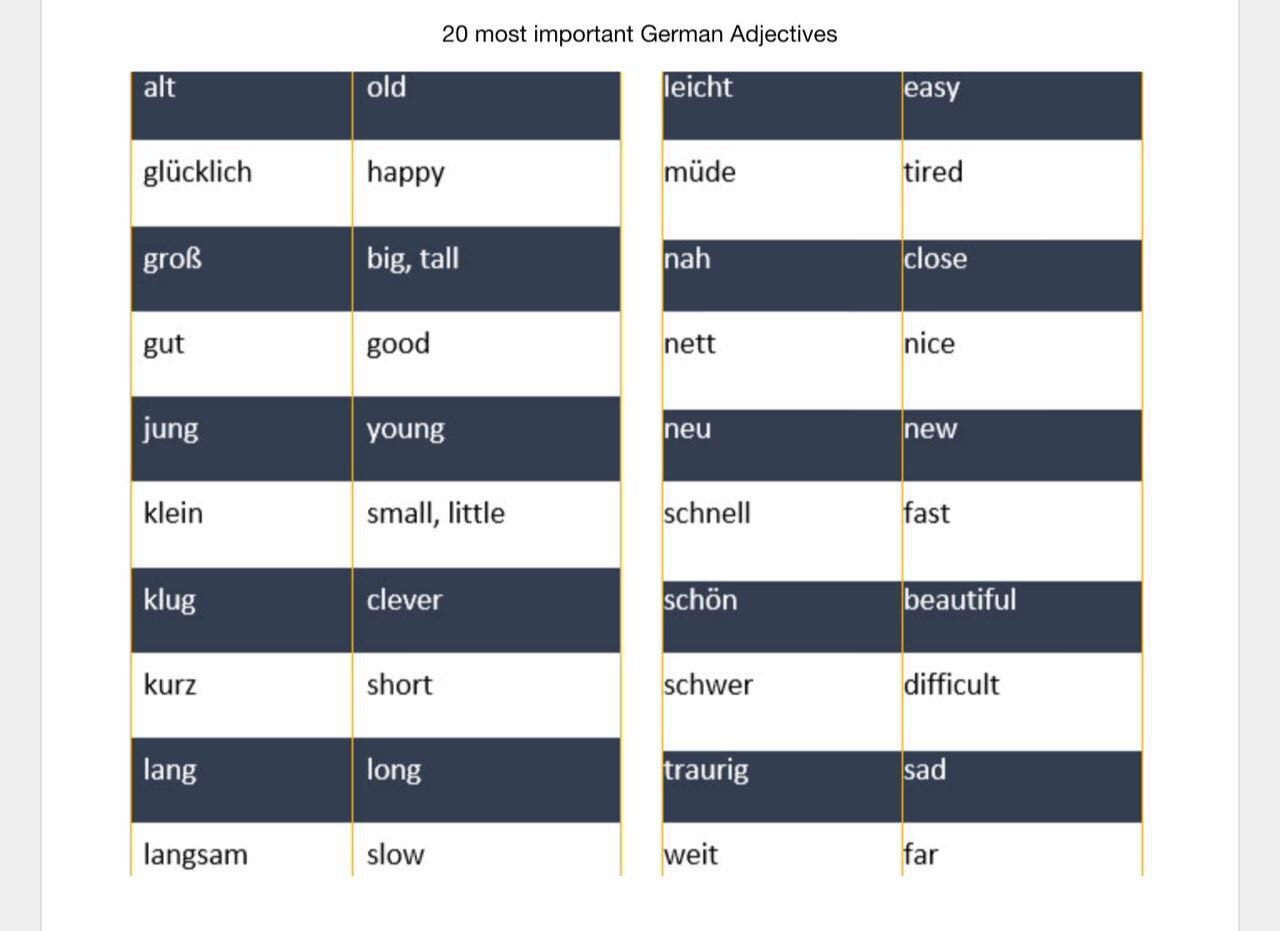 20 most important German Adjectives
alt old
glücklich happy
groß big, tall
gut good
jung young
klein small, little
klug clever
kurz short
lang long
langsam slow
leicht easy
müde tired
nah close
nett nice
neu new
schnell fast
schön beautiful
schwer difficult
traurig sad
weit far